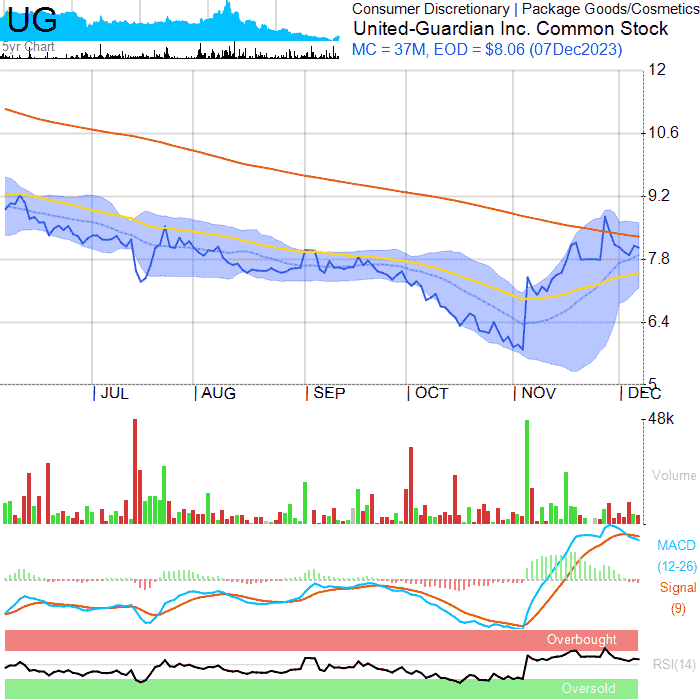 UG
5yr Chart
Consumer Discretionary | Package Goods/Cosmetics
United-Guardian Inc. Common Stock
MC = 37M, EOD = $8.06 (07Dec2023)
12
10.6
9.2
7.8
6.4
5
JUL AUG SEP OCT NOV DEC
48k
Volume
MACD
(12-26)
Signal
(9)
Overbought
RSI(14)
Oversold